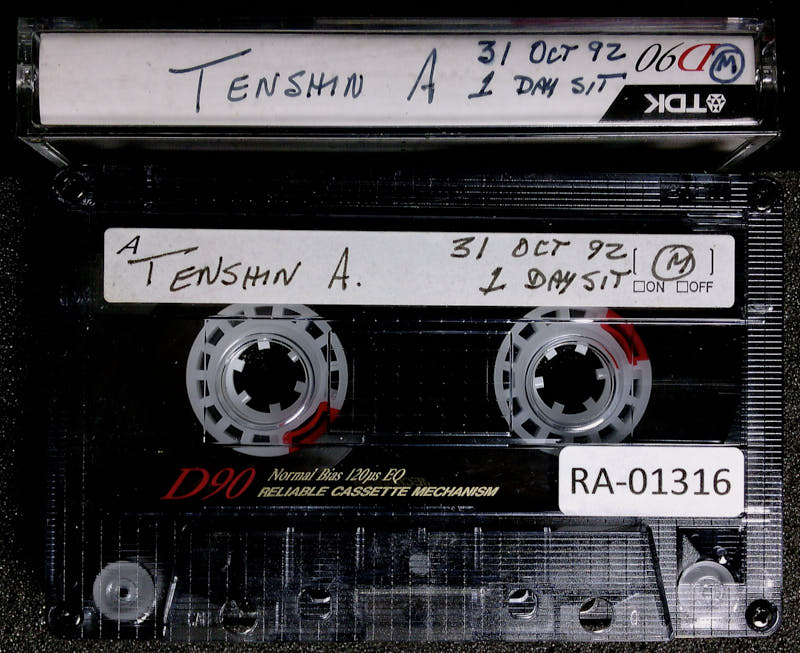 TENSHIN A 31 OCT 92
1 DAY SIT
D90 M
TDK
A
TENSHIN A. 31 OCT 92
1 DAY SIT
[ M ]
□ON □OFF
D90 Normal Bias 120µs EQ
RELIABLE CASSETTE MECHANISM
RA-01316